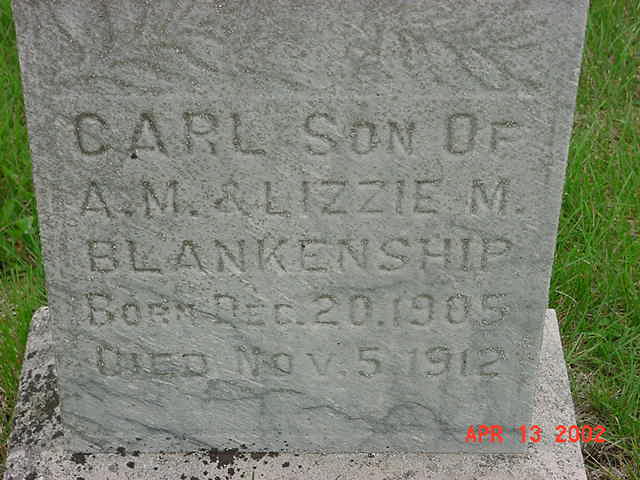 CARL SON OF
A.M. & LIZZIE M.
BLANKENSHIP
BORN DEC. 20. 1905
DIED NOV. 5 1912
APR 13 2002